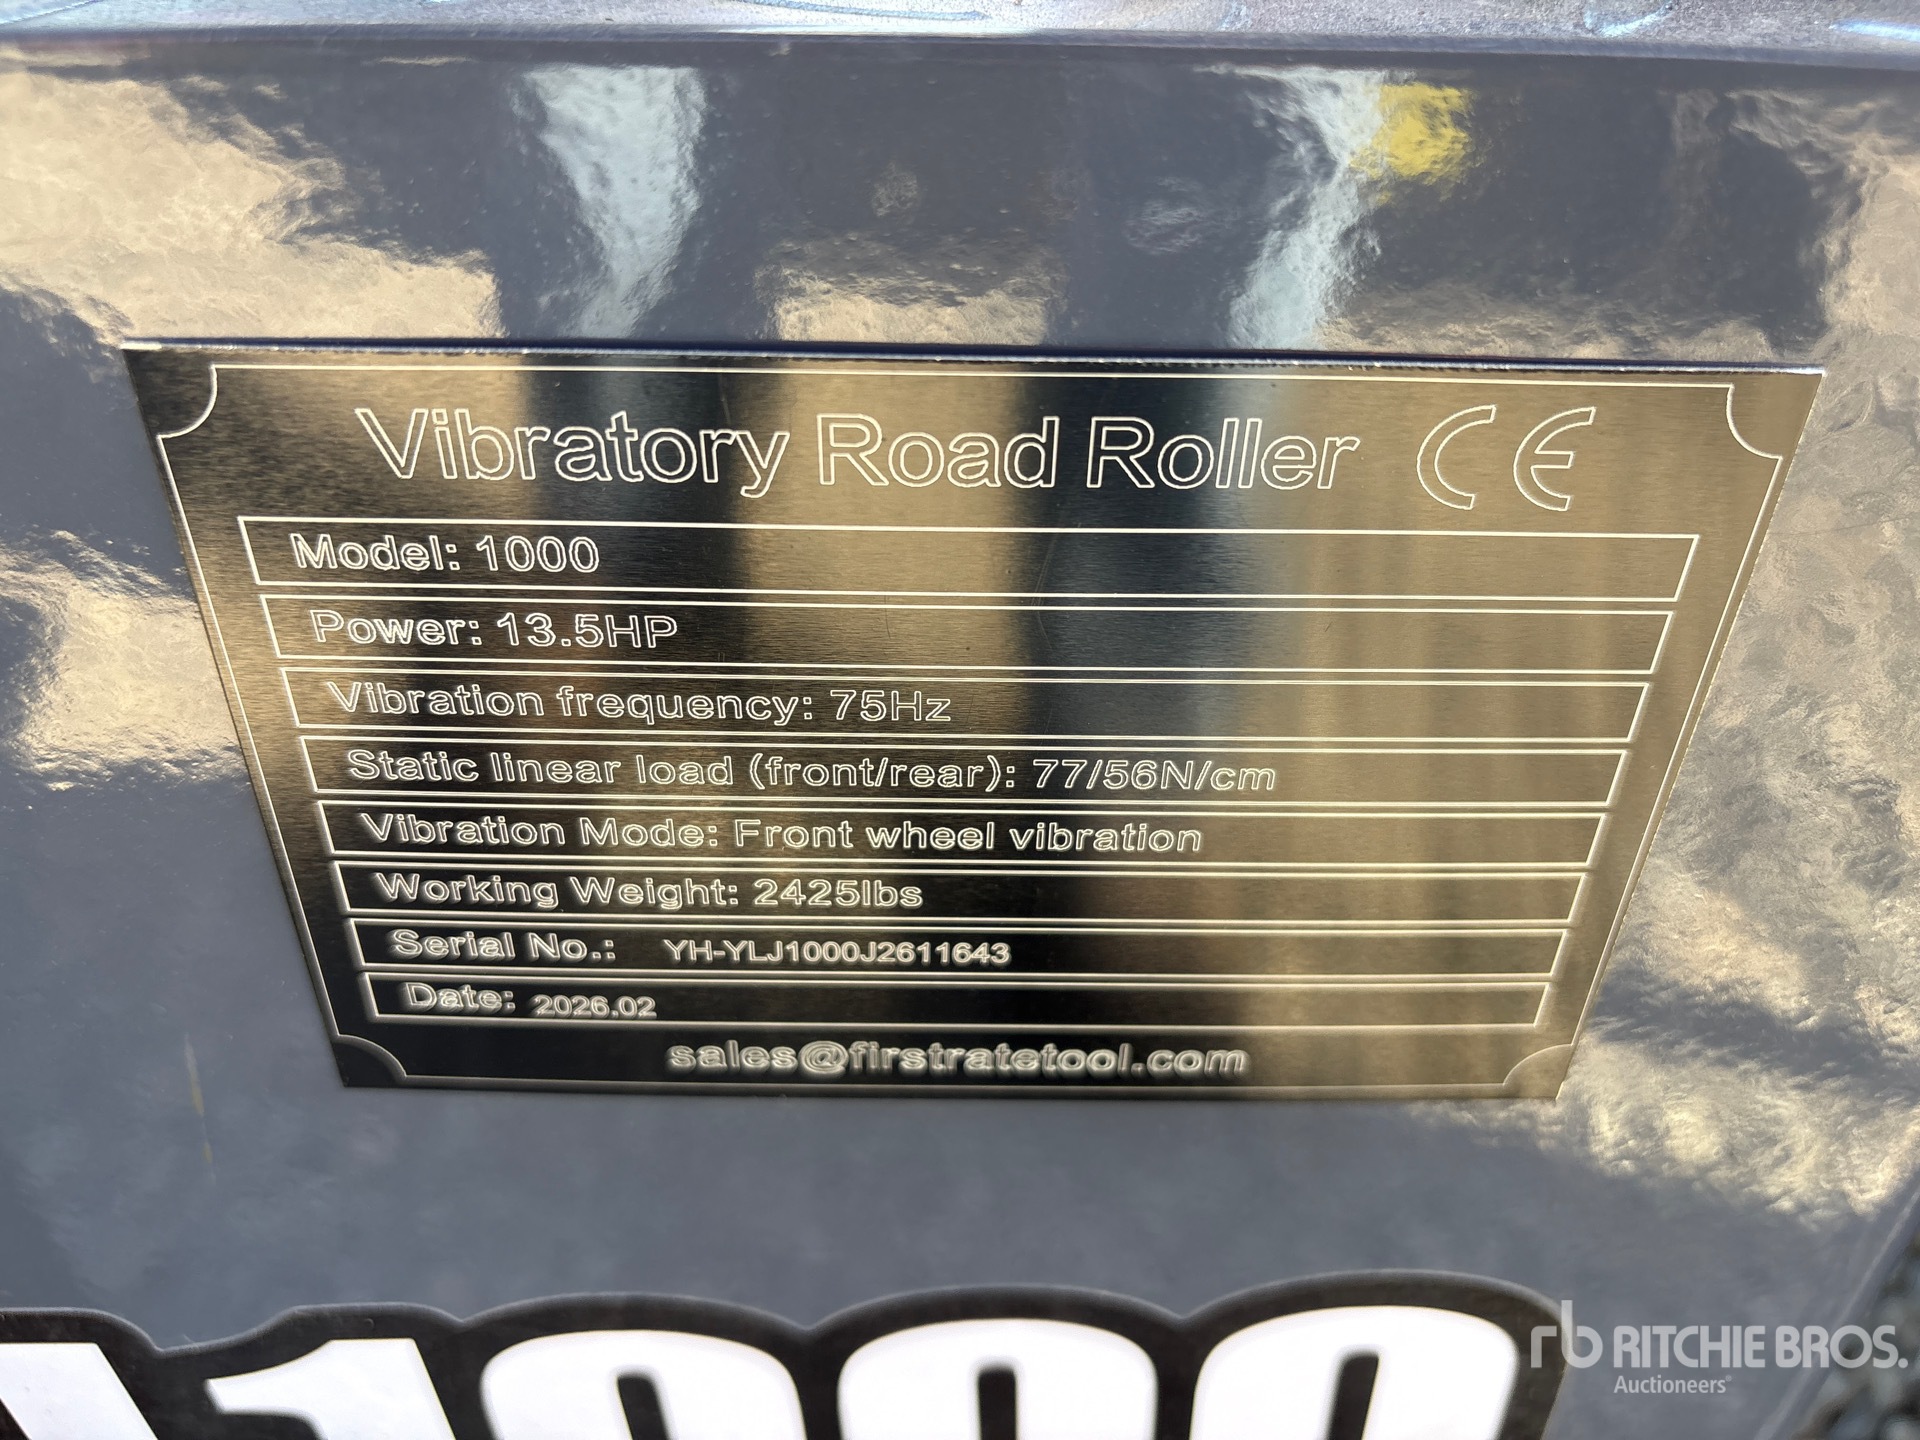 Vibratory Road Roller CE
Model: 1000
Power: 13.5HP
Vibration frequency: 75Hz
Static linear load (front/rear): 77/56N/cm
Vibration Mode: Front wheel vibration
Working Weight: 2425lbs
Serial No.: YH-YLJ1000J2611643
Date: 2026.02
sales@firstratetool.com
1000
rb RITCHIE BROS.
Auctioneers